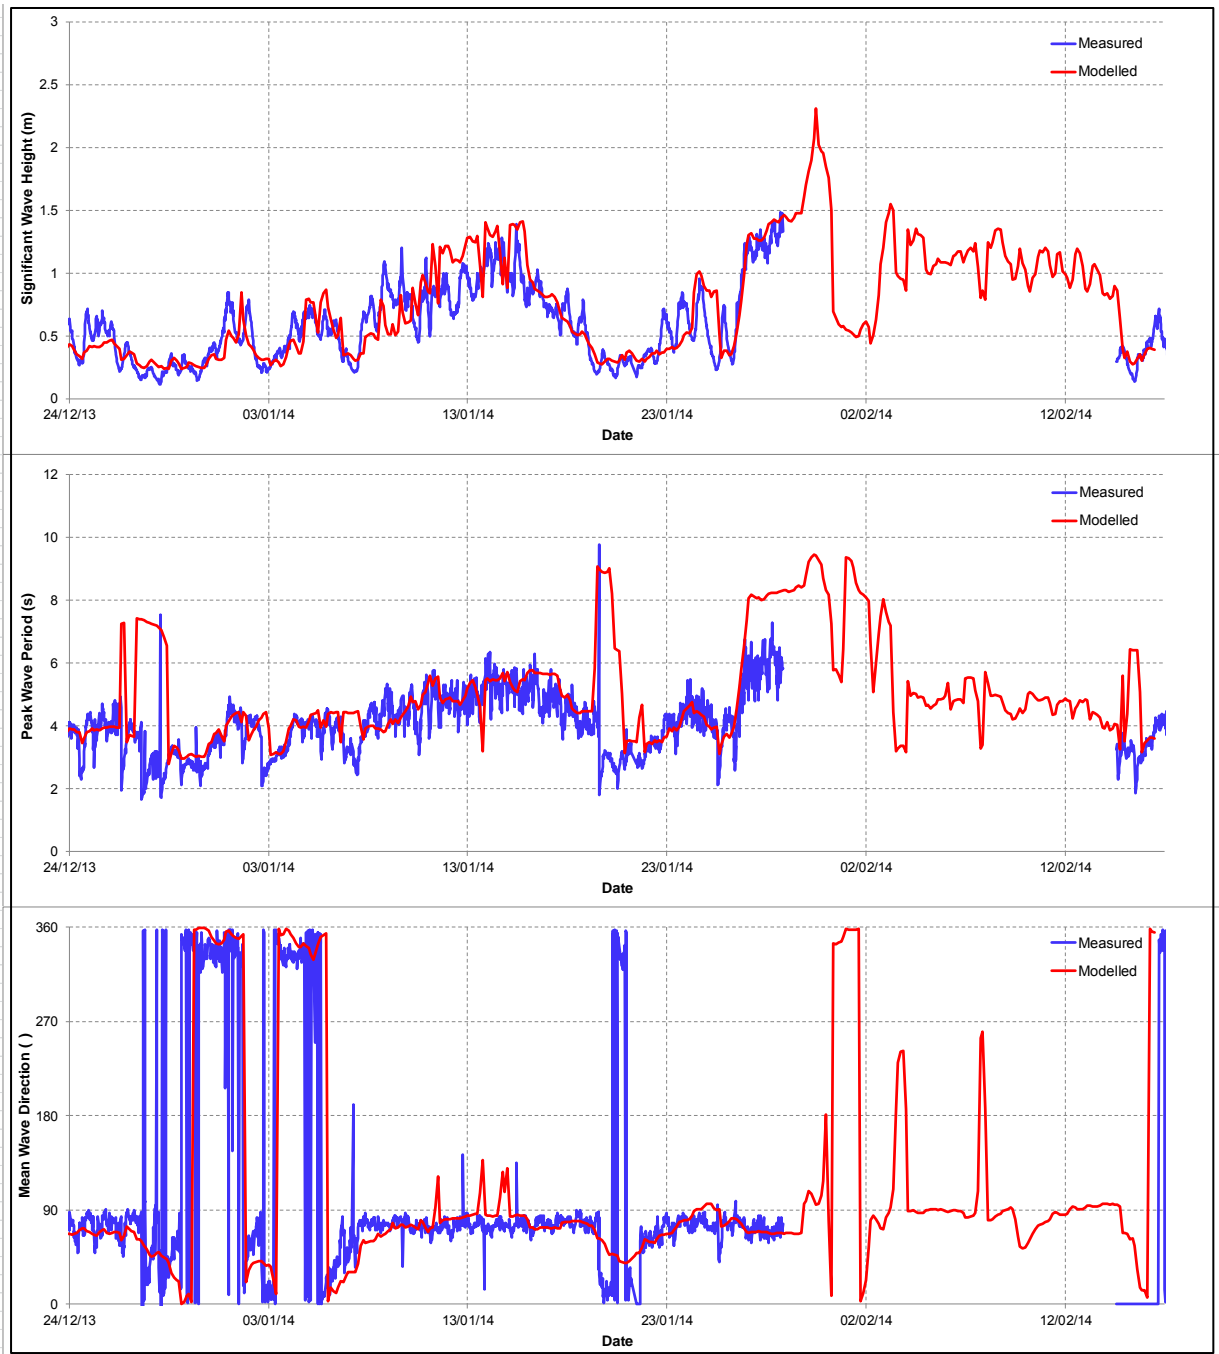 3
2.5
2
1.5
1
0.5
0
Significant Wave Height (m)
Measured
Modelled
24/12/13 03/01/14 13/01/14 23/01/14 02/02/14 12/02/14
Date
12
10
8
6
4
2
0
Peak Wave Period (s)
Measured
Modelled
24/12/13 03/01/14 13/01/14 23/01/14 02/02/14 12/02/14
Date
360
270
180
90
0
Mean Wave Direction ( )
Measured
Modelled
24/12/13 03/01/14 13/01/14 23/01/14 02/02/14 12/02/14
Date